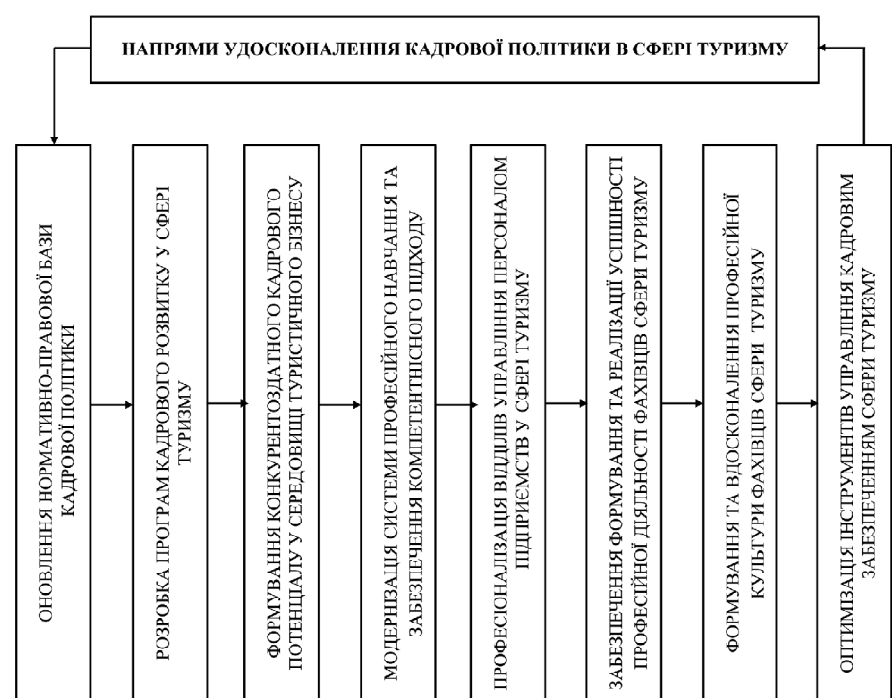 НАПРЯМИ УДОСКОНАЛЕННЯ КАДРОВОЇ ПОЛІТИКИ В СФЕРІ ТУРИЗМУ
ОНОВЛЕННЯ НОРМАТИВНО-ПРАВОВОЇ БАЗИ
КАДРОВОЇ ПОЛІТИКИ
РОЗРОБКА ПРОГРАМ КАДРОВОГО РОЗВИТКУ У СФЕРІ
ТУРИЗМУ
ФОРМУВАННЯ КОНКУРЕНТОЗДАТНОГО КАДРОВОГО
ПОТЕНЦІАЛУ У СЕРЕДОВИЩІ ТУРИСТИЧНОГО БІЗНЕСУ
МОДЕРНІЗАЦІЯ СИСТЕМИ ПРОФЕСІЙНОГО НАВЧАННЯ ТА
ЗАБЕЗПЕЧЕННЯ КОМПЕТЕНТНІСНОГО ПІДХОДУ
ПРОФЕСІОНАЛІЗАЦІЯ ВІДДІЛІВ УПРАВЛІННЯ ПЕРСОНАЛОМ
ПІДПРИЄМСТВ У СФЕРІ ТУРИЗМУ
ЗАБЕЗПЕЧЕННЯ ФОРМУВАННЯ ТА РЕАЛІЗАЦІЇ УСПІШНОСТІ
ПРОФЕСІЙНОЇ ДІЯЛЬНОСТІ ФАХІВЦІВ СФЕРИ ТУРИЗМУ
ФОРМУВАННЯ ТА ВДОСКОНАЛЕННЯ ПРОФЕСІЙНОЇ
КУЛЬТУРИ ФАХІВЦІВ СФЕРИ ТУРИЗМУ
ОПТИМІЗАЦІЯ ІНСТРУМЕНТІВ УПРАВЛІННЯ КАДРОВИМ
ЗАБЕЗПЕЧЕННЯМ СФЕРИ ТУРИЗМУ